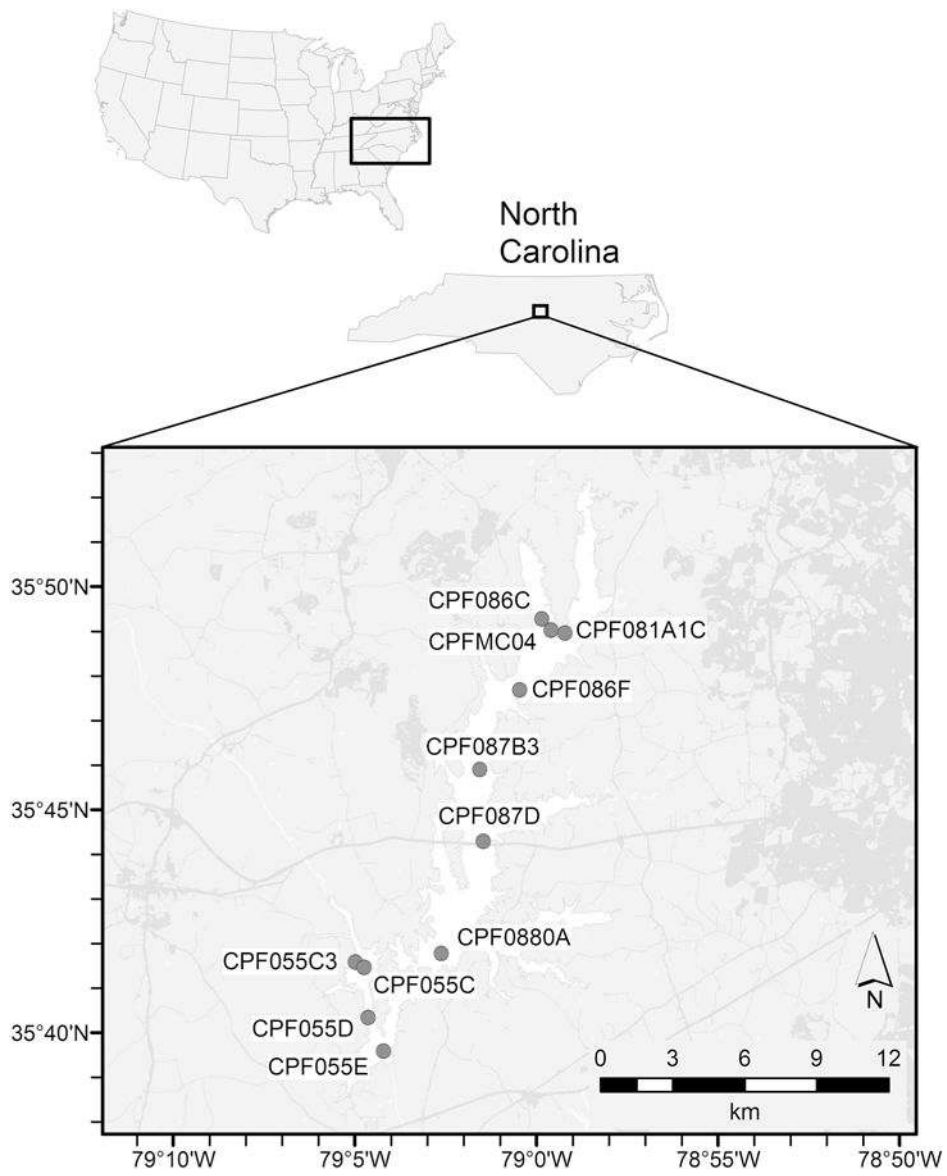 North
Carolina
35°50'N
CPF086C
CPFMC04
CPF081A1C
CPF086F
CPF087B3
35°45'N
CPF087D
CPF0880A
CPF055C3
CPF055C
CPF055D
CPF055E
35°40'N
N
0 3 6 9 12
km
79°10'W 79°5'W 79°0'W 78°55'W 78°50'W